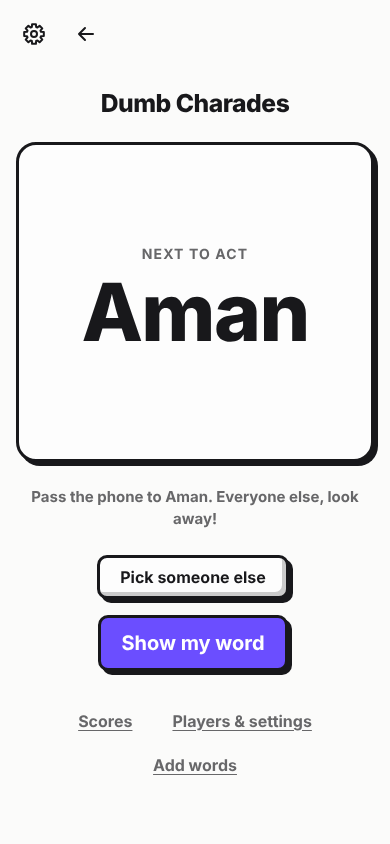 Dumb Charades
NEXT TO ACT
Aman
Pass the phone to Aman. Everyone else, look
away!
Pick someone else
Show my word
Scores
Players & settings
Add words